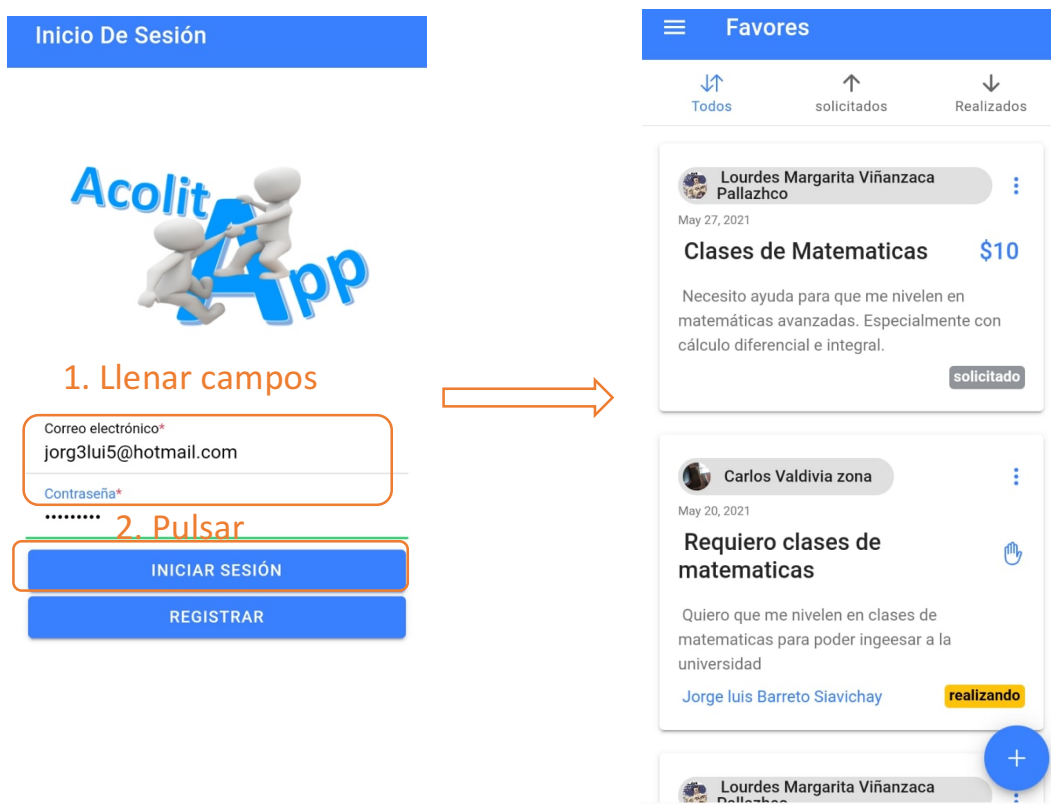 Inicio De Sesión
Acolit
App
1. Llenar campos
Correo electrónico*
jorg3lui5@hotmail.com
Contraseña*
•••••••••
2. Pulsar
INICIAR SESIÓN
REGISTRAR
Favores
Todos
solicitados
Realizados
Lourdes Margarita Viñanzaca
Pallazhco
May 27, 2021
Clases de Matematicas
$10
Necesito ayuda para que me nivelen en
matemáticas avanzadas. Especialmente con
cálculo diferencial e integral.
solicitado
Carlos Valdivia zona
May 20, 2021
Requiero clases de
matematicas
Quiero que me nivelen en clases de
matematicas para poder ingeesar a la
universidad
Jorge luis Barreto Siavichay
realizando
+
Lourdes Margarita Viñanzaca
Pallazhco